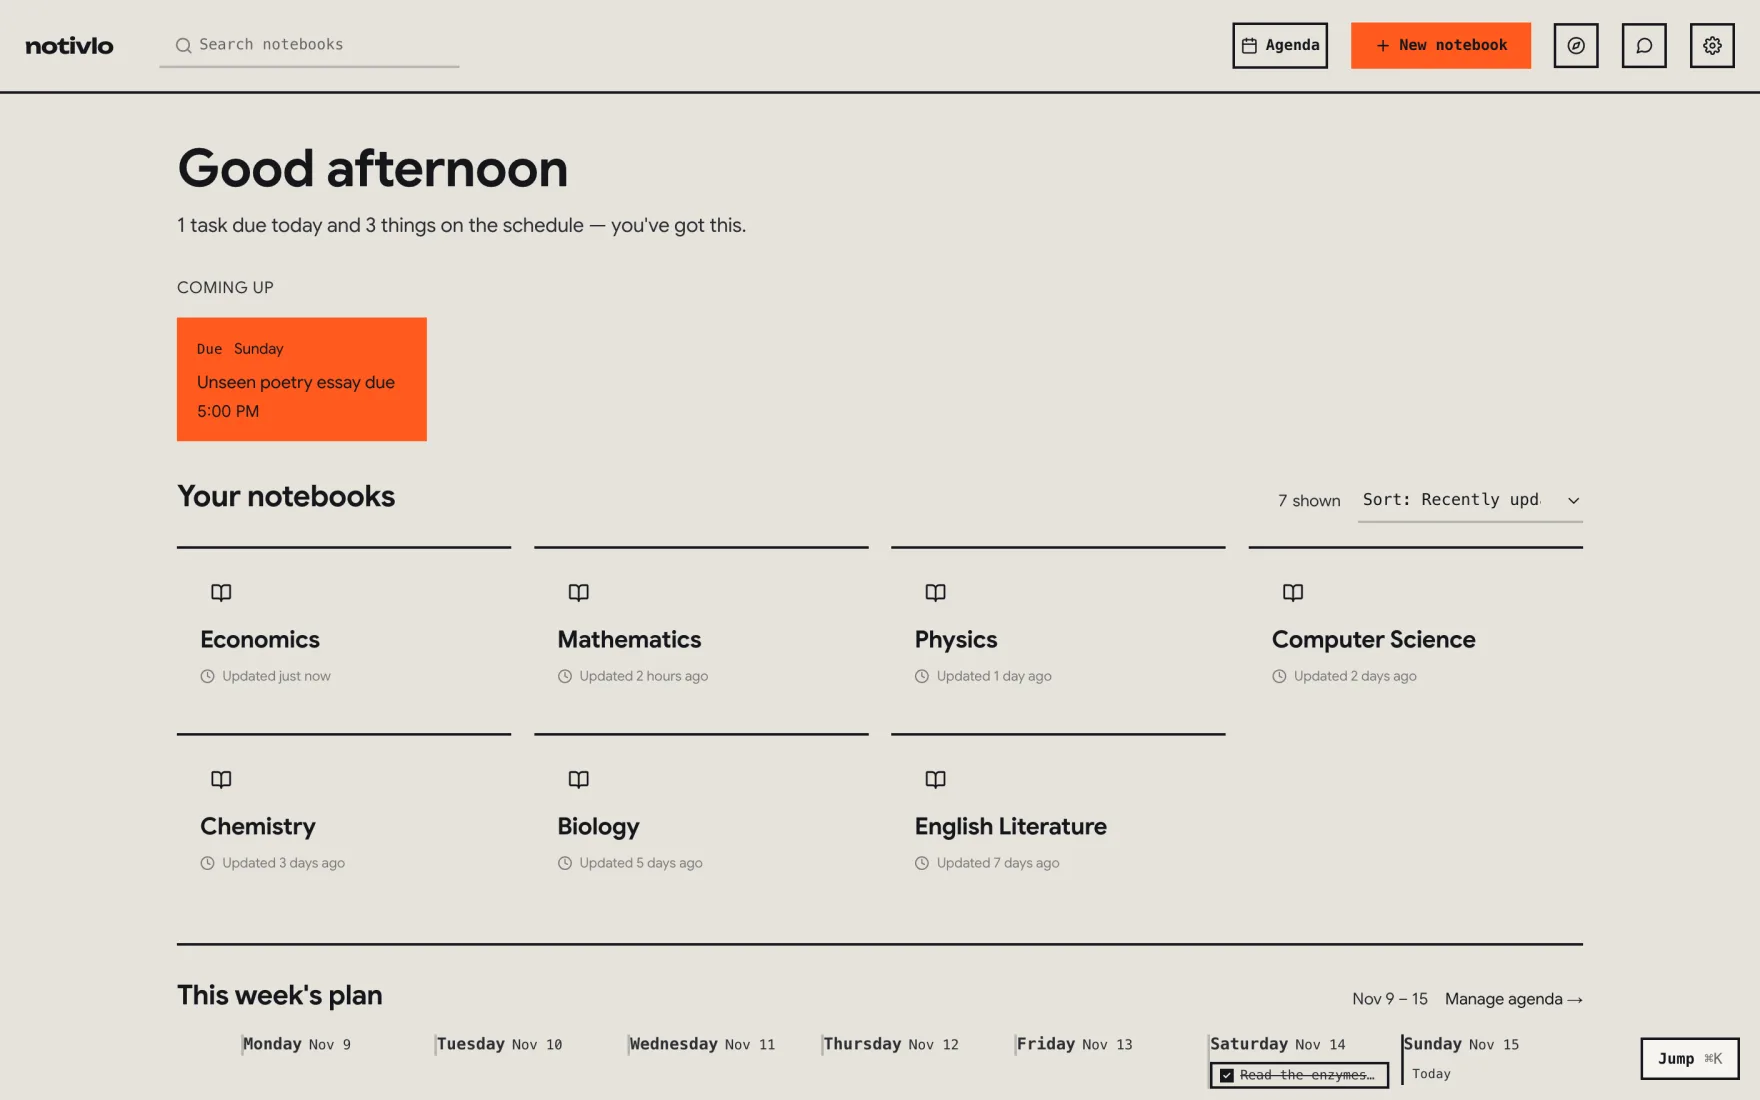 notivlo
Search notebooks
Agenda
+ New notebook
Good afternoon
1 task due today and 3 things on the schedule — you've got this.
COMING UP
Due Sunday
Unseen poetry essay due
5:00 PM
Your notebooks
7 shown
Sort: Recently upd
Economics
Updated just now
Mathematics
Updated 2 hours ago
Physics
Updated 1 day ago
Computer Science
Updated 2 days ago
Chemistry
Updated 3 days ago
Biology
Updated 5 days ago
English Literature
Updated 7 days ago
This week's plan
Nov 9 – 15
Manage agenda →
Monday Nov 9
Tuesday Nov 10
Wednesday Nov 11
Thursday Nov 12
Friday Nov 13
Saturday Nov 14
Read the enzymes…
Sunday Nov 15
Today
Jump ⌘K